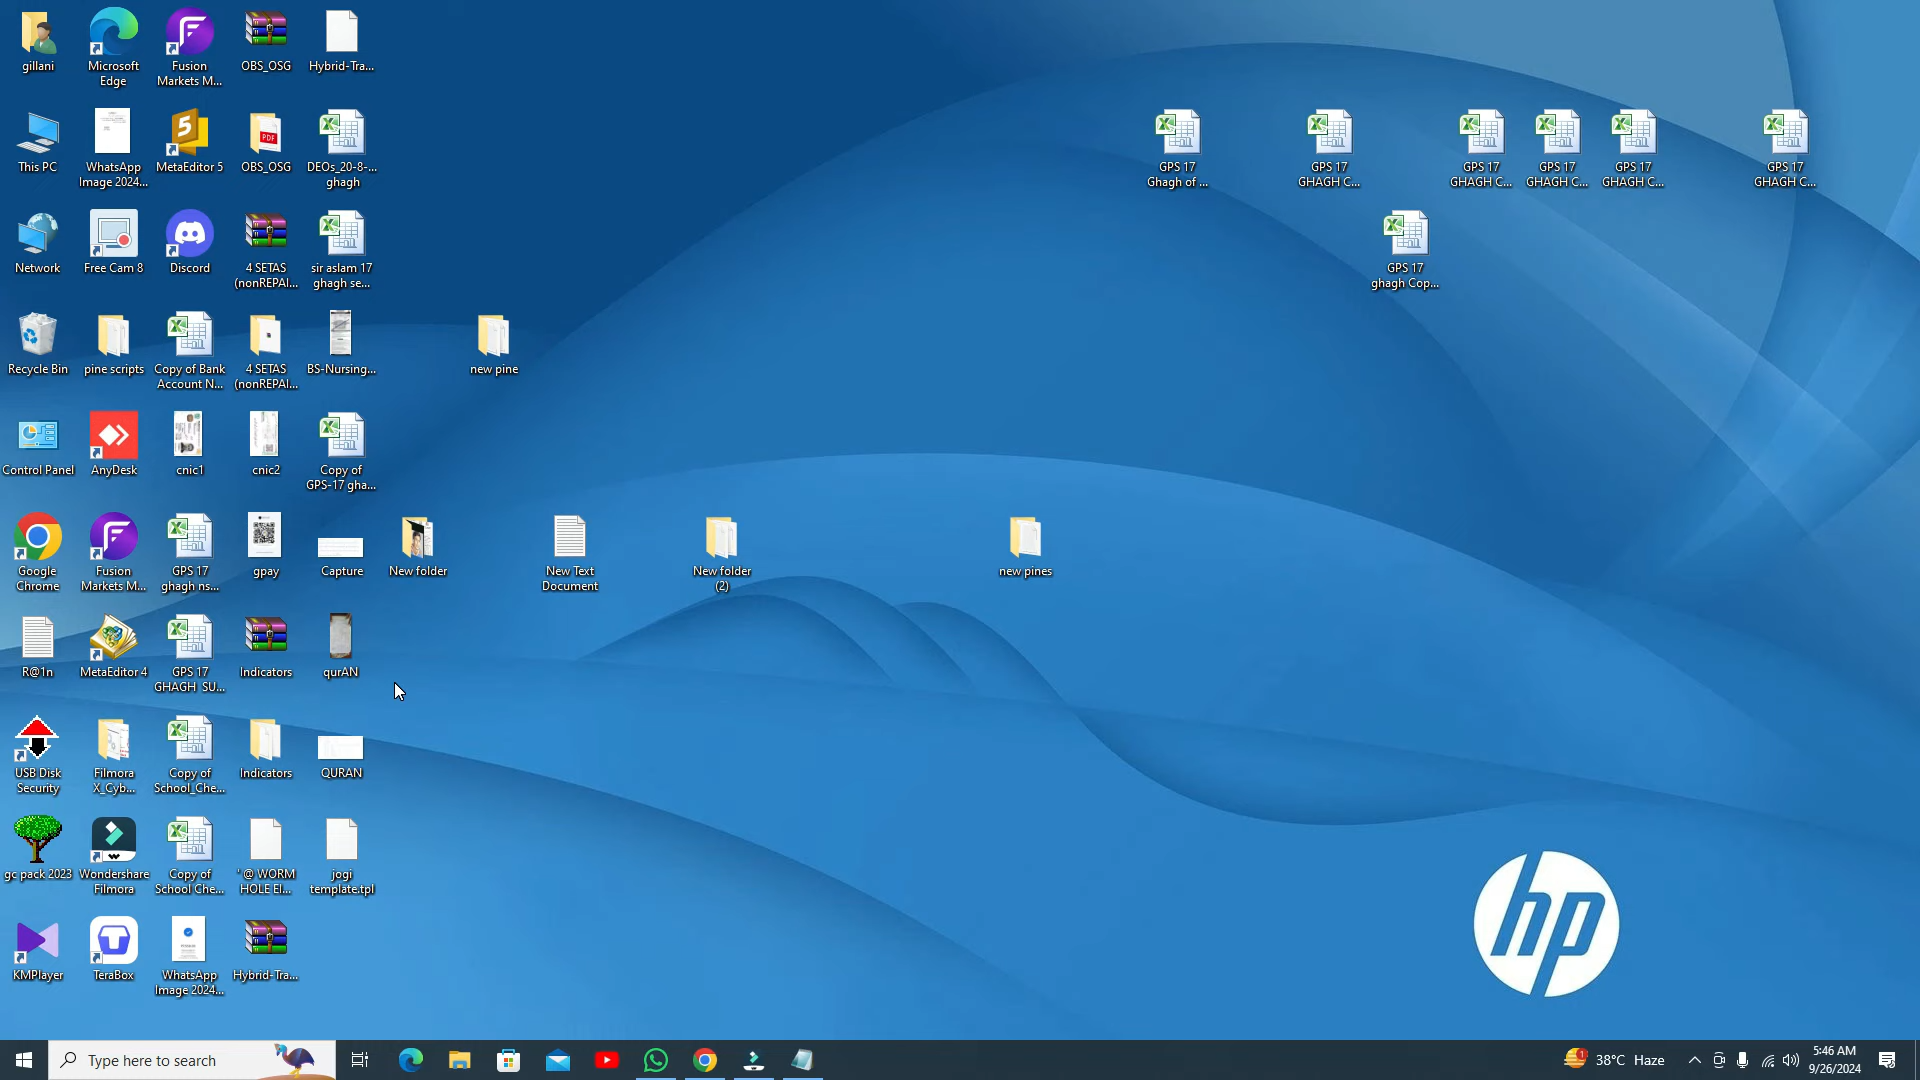 gillani
Microsoft
Edge
Fusion
Markets M...
OBS_OSG
Hybrid-Tra...
This PC
WhatsApp
Image 2024...
MetaEditor 5
OBS_OSG
DEOs_20-8-...
ghagh
GPS 17
Ghagh of ...
GPS 17
GHAGH C...
GPS 17
GHAGH C...
GPS 17
GHAGH C...
GPS 17
GHAGH C...
GPS 17
GHAGH C...
Network
Free Cam 8
Discord
4 SETAS
(nonREPAI...
sir aslam 17
ghagh se...
GPS 17
ghagh Cop...
Recycle Bin
pine scripts
Copy of Bank
Account N...
4 SETAS
(nonREPAI...
BS-Nursing...
new pine
Control Panel
AnyDesk
cnic1
cnic2
Copy of
GPS-17 gha...
Google
Chrome
Fusion
Markets M...
GPS 17
ghagh ns...
gpay
Capture
New folder
New Text
Document
New folder
(2)
new pines
R@1n
MetaEditor 4
GPS 17
GHAGH SU...
Indicators
qurAN
USB Disk
Security
Filmora
X_Cyb...
Copy of
School_Che...
Indicators
QURAN
gc pack 2023
Wondershare
Filmora
Copy of
School Che...
' @ WORM
HOLE El...
jogi
template.tpl
KMPlayer
TeraBox
WhatsApp
Image 2024...
Hybrid-Tra...
hp
Type here to search
1
38°C Haze
5:46 AM
9/26/2024